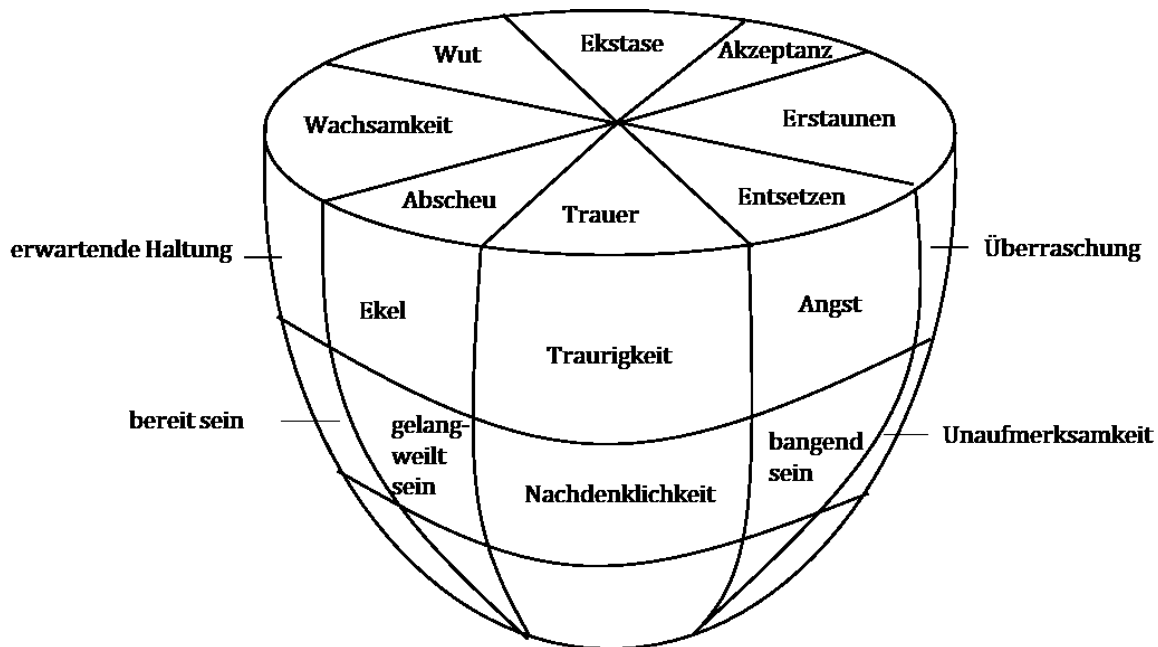 Ekstase
Wut
Akzeptanz
Wachsamkeit
Erstaunen
Abscheu
Trauer
Entsetzen
erwartende Haltung
Überraschung
Ekel
Angst
Traurigkeit
bereit sein
gelang-
weilt
sein
bangend
sein
Unaufmerksamkeit
Nachdenklichkeit